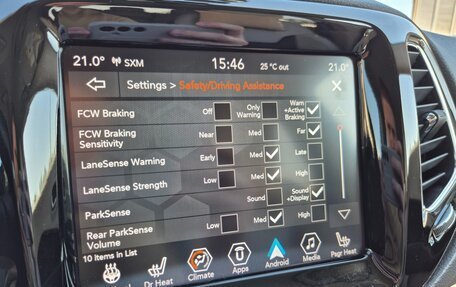 21.0° SXM 15:46 25 °C out 21.0°
Settings > Safety/Driving Assistance
FCW Braking Off Only Warning Warn +Active Braking
FCW Braking Sensitivity Near Med Far
LaneSense Warning Early Med Late
LaneSense Strength Low Med High
ParkSense Sound Sound +Display
Rear ParkSense Volume Low Med High
10 items in List
Dr Heat Climate Apps Android Media Psgr Heat